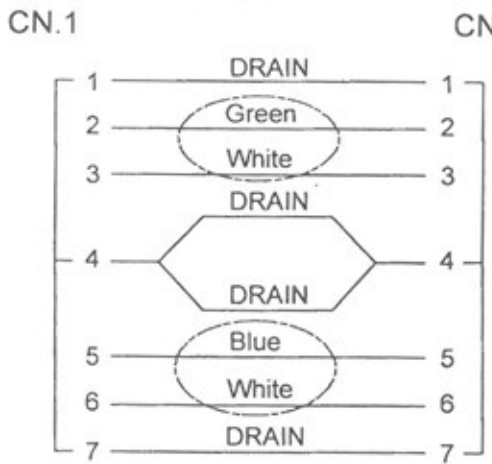 CN.1 CN
1 DRAIN 1
2 Green 2
3 White 3
DRAIN
4 4
DRAIN
5 Blue 5
6 White 6
7 DRAIN 7